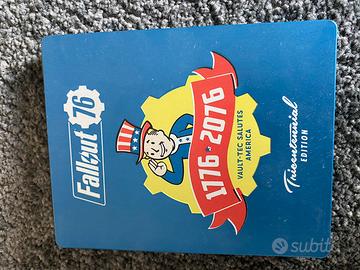 Fallout 76
1776 · 2076
VAULT-TEC SALUTES
AMERICA
Tricentennial
EDITION
subito